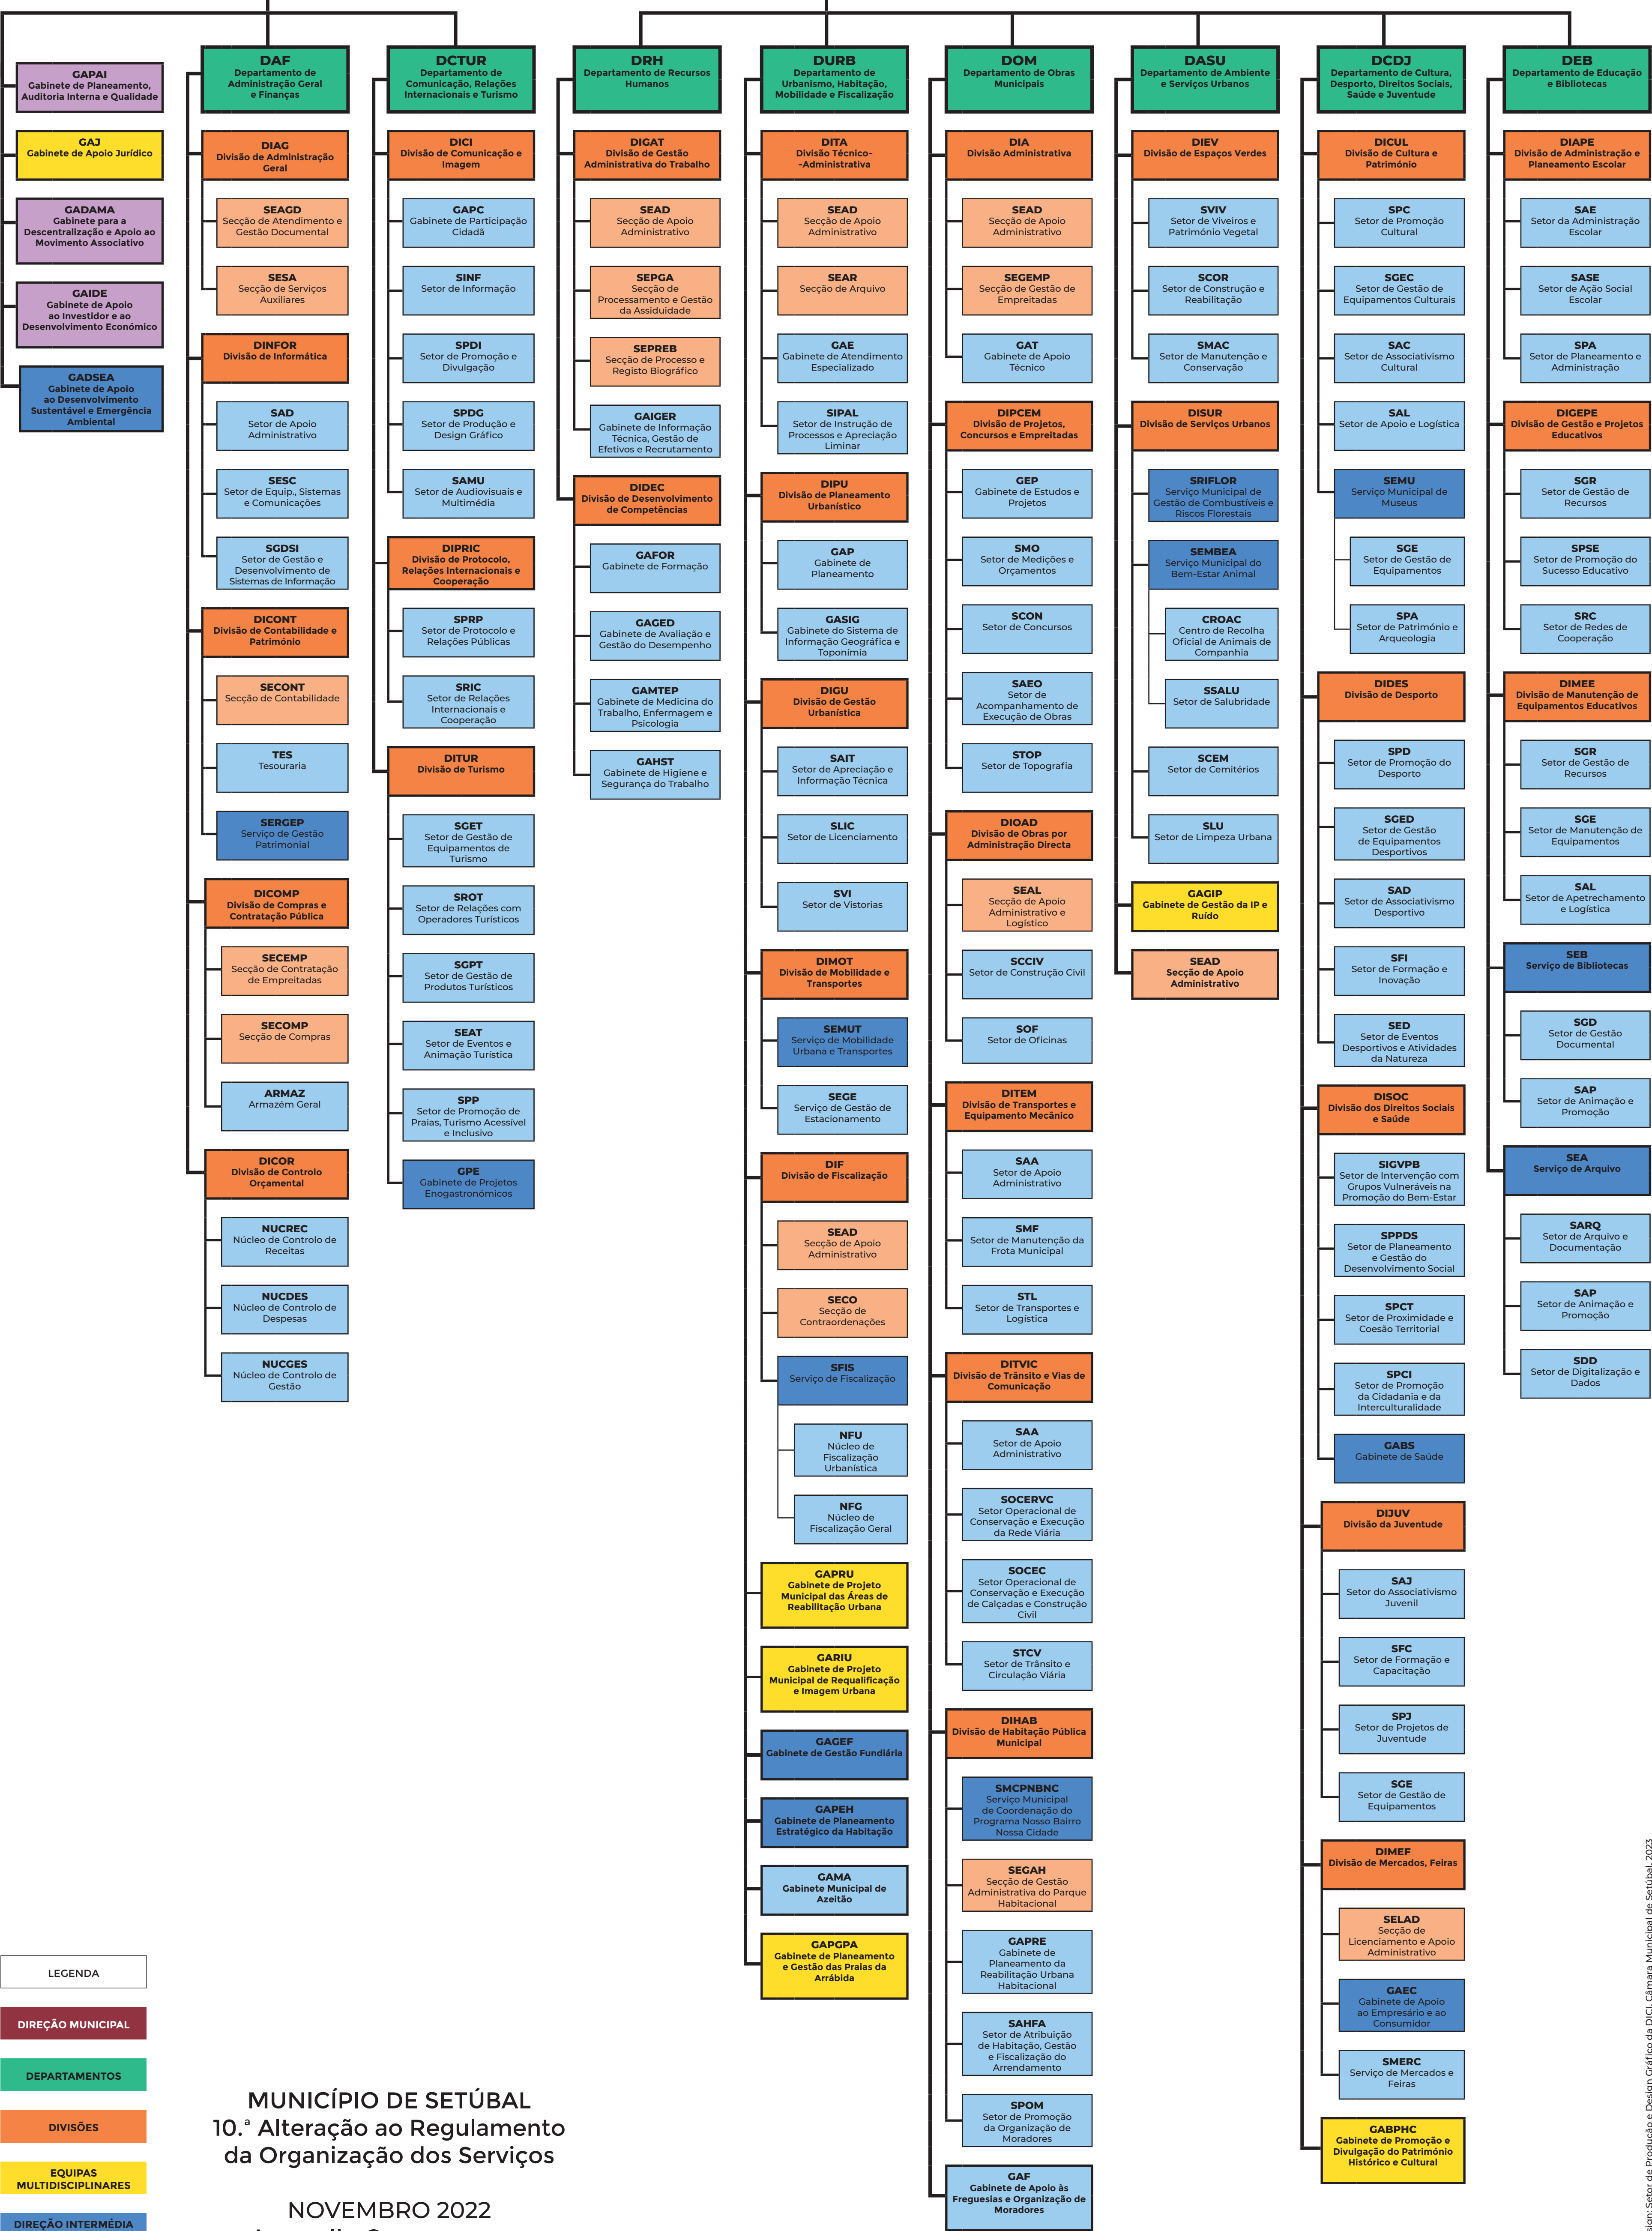 GAPAI
Gabinete de Planeamento,
Auditoria Interna e Qualidade
GAJ
Gabinete de Apoio Jurídico
GADAMA
Gabinete para a
Descentralização e Apoio ao
Movimento Associativo
GAIDE
Gabinete de Apoio
ao Investidor e ao
Desenvolvimento Económico
GADSEA
Gabinete de Apoio
ao Desenvolvimento
Sustentável e Emergência
Ambiental
DAF
Departamento de
Administração Geral
e Finanças
DIAG
Divisão de Administração
Geral
SEAGD
Secção de Atendimento e
Gestão Documental
SESA
Secção de Serviços
Auxiliares
DINFOR
Divisão de Informática
SAD
Setor de Apoio
Administrativo
SESC
Setor de Equip., Sistemas
e Comunicações
SGDSI
Setor de Gestão e
Desenvolvimento de
Sistemas de Informação
DICONT
Divisão de Contabilidade e
Património
SECONT
Secção de Contabilidade
TES
Tesouraria
SERGEP
Serviço de Gestão
Patrimonial
DICOMP
Divisão de Compras e
Contratação Pública
SECEMP
Secção de Contratação
de Empreitadas
SECOMP
Secção de Compras
ARMAZ
Armazém Geral
DICOR
Divisão de Controlo
Orçamental
NUCREC
Núcleo de Controlo de
Receitas
NUCDES
Núcleo de Controlo de
Despesas
NUCGES
Núcleo de Controlo de
Gestão
DCTUR
Departamento de
Comunicação, Relações
Internacionais e Turismo
DICI
Divisão de Comunicação e
Imagem
GAPC
Gabinete de Participação
Cidadã
SINF
Setor de Informação
SPDI
Setor de Promoção e
Divulgação
SPDG
Setor de Produção e
Design Gráfico
SAMU
Setor de Audiovisuais e
Multimédia
DIPRIC
Divisão de Protocolo,
Relações Internacionais e
Cooperação
SPRP
Setor de Protocolo e
Relações Públicas
SRIC
Setor de Relações
Internacionais e
Cooperação
DITUR
Divisão de Turismo
SGET
Setor de Gestão de
Equipamentos de
Turismo
SROT
Setor de Relações com
Operadores Turísticos
SGPT
Setor de Gestão de
Produtos Turísticos
SEAT
Setor de Eventos e
Animação Turística
SPP
Setor de Promoção de
Praias, Turismo Acessível
e Inclusivo
GPE
Gabinete de Projetos
Enogastronómicos
DRH
Departamento de Recursos
Humanos
DIGAT
Divisão de Gestão
Administrativa do Trabalho
SEAD
Secção de Apoio
Administrativo
SEPGA
Secção de
Processamento e Gestão
da Assiduidade
SEPREB
Secção de Processo e
Registo Biográfico
GAIGER
Gabinete de Informação
Técnica, Gestão de
Efetivos e Recrutamento
DIDEC
Divisão de Desenvolvimento
de Competências
GAFOR
Gabinete de Formação
GAGED
Gabinete de Avaliação e
Gestão do Desempenho
GAMTEP
Gabinete de Medicina do
Trabalho, Enfermagem e
Psicologia
GAHST
Gabinete de Higiene e
Segurança do Trabalho
DURB
Departamento de
Urbanismo, Habitação,
Mobilidade e Fiscalização
DITA
Divisão Técnico-
-Administrativa
SEAD
Secção de Apoio
Administrativo
SEAR
Secção de Arquivo
GAE
Gabinete de Atendimento
Especializado
SIPAL
Setor de Instrução de
Processos e Apreciação
Liminar
DIPU
Divisão de Planeamento
Urbanístico
GAP
Gabinete de
Planeamento
GASIG
Gabinete do Sistema de
Informação Geográfica e
Toponímia
DIGU
Divisão de Gestão
Urbanística
SAIT
Setor de Apreciação e
Informação Técnica
SLIC
Setor de Licenciamento
SVI
Setor de Vistorias
DIMOT
Divisão de Mobilidade e
Transportes
SEMUT
Serviço de Mobilidade
Urbana e Transportes
SEGE
Serviço de Gestão de
Estacionamento
DIF
Divisão de Fiscalização
SEAD
Secção de Apoio
Administrativo
SECO
Secção de
Contraordenações
SFIS
Serviço de Fiscalização
NFU
Núcleo de
Fiscalização
Urbanística
NFG
Núcleo de
Fiscalização Geral
GAPRU
Gabinete de Projeto
Municipal das Áreas de
Reabilitação Urbana
GARIU
Gabinete de Projeto
Municipal de Requalificação
e Imagem Urbana
GAGEF
Gabinete de Gestão Fundiária
GAPEH
Gabinete de Planeamento
Estratégico da Habitação
GAMA
Gabinete Municipal de
Azeitão
GAPGPA
Gabinete de Planeamento
e Gestão das Praias da
Arrábida
DOM
Departamento de Obras
Municipais
DIA
Divisão Administrativa
SEAD
Secção de Apoio
Administrativo
SEGEMP
Secção de Gestão de
Empreitadas
GAT
Gabinete de Apoio
Técnico
DIPCEM
Divisão de Projetos,
Concursos e Empreitadas
GEP
Gabinete de Estudos e
Projetos
SMO
Setor de Medições e
Orçamentos
SCON
Setor de Concursos
SAEO
Setor de
Acompanhamento de
Execução de Obras
STOP
Setor de Topografia
DIOAD
Divisão de Obras por
Administração Directa
SEAL
Secção de Apoio
Administrativo e
Logístico
SCCIV
Setor de Construção Civil
SOF
Setor de Oficinas
DITEM
Divisão de Transportes e
Equipamento Mecânico
SAA
Setor de Apoio
Administrativo
SMF
Setor de Manutenção da
Frota Municipal
STL
Setor de Transportes e
Logística
DITVIC
Divisão de Trânsito e Vias de
Comunicação
SAA
Setor de Apoio
Administrativo
SOCERVC
Setor Operacional de
Conservação e Execução
da Rede Viária
SOCEC
Setor Operacional de
Conservação e Execução
de Calçadas e Construção
Civil
STCV
Setor de Trânsito e
Circulação Viária
DIHAB
Divisão de Habitação Pública
Municipal
SMCPNBNC
Serviço Municipal
de Coordenação do
Programa Nosso Bairro
Nossa Cidade
SEGAH
Secção de Gestão
Administrativa do Parque
Habitacional
GAPRE
Gabinete de
Planeamento da
Reabilitação Urbana
Habitacional
SAHFA
Setor de Atribuição
de Habitação, Gestão
e Fiscalização do
Arrendamento
SPOM
Setor de Promoção
da Organização de
Moradores
GAF
Gabinete de Apoio às
Freguesias e Organização de
Moradores
DASU
Departamento de Ambiente
e Serviços Urbanos
DIEV
Divisão de Espaços Verdes
SVIV
Setor de Viveiros e
Património Vegetal
SCOR
Setor de Construção e
Reabilitação
SMAC
Setor de Manutenção e
Conservação
DISUR
Divisão de Serviços Urbanos
SRIFLOR
Serviço Municipal de
Gestão de Combustíveis e
Riscos Florestais
SEMBEA
Serviço Municipal do
Bem-Estar Animal
CROAC
Centro de Recolha
Oficial de Animais de
Companhia
SSALU
Setor de Salubridade
SCEM
Setor de Cemitérios
SLU
Setor de Limpeza Urbana
GAGIP
Gabinete de Gestão da IP e
Ruído
SEAD
Secção de Apoio
Administrativo
DCDJ
Departamento de Cultura,
Desporto, Direitos Sociais,
Saúde e Juventude
DICUL
Divisão de Cultura e
Património
SPC
Setor de Promoção
Cultural
SGEC
Setor de Gestão de
Equipamentos Culturais
SAC
Setor de Associativismo
Cultural
SAL
Setor de Apoio e Logística
SEMU
Serviço Municipal de
Museus
SGE
Setor de Gestão de
Equipamentos
SPA
Setor de Património e
Arqueologia
DIDES
Divisão de Desporto
SPD
Setor de Promoção do
Desporto
SGED
Setor de Gestão
de Equipamentos
Desportivos
SAD
Setor de Associativismo
Desportivo
SFI
Setor de Formação e
Inovação
SED
Setor de Eventos
Desportivos e Atividades
da Natureza
DISOC
Divisão dos Direitos Sociais
e Saúde
SIGVPB
Setor de Intervenção com
Grupos Vulneráveis na
Promoção do Bem-Estar
SPPDS
Setor de Planeamento
e Gestão do
Desenvolvimento Social
SPCT
Setor de Proximidade e
Coesão Territorial
SPCI
Setor de Promoção
da Cidadania e da
Interculturalidade
GABS
Gabinete de Saúde
DIJUV
Divisão da Juventude
SAJ
Setor do Associativismo
Juvenil
SFC
Setor de Formação e
Capacitação
SPJ
Setor de Projetos de
Juventude
SGE
Setor de Gestão de
Equipamentos
DIMEF
Divisão de Mercados, Feiras
SELAD
Secção de
Licenciamento e Apoio
Administrativo
GAEC
Gabinete de Apoio
ao Empresário e ao
Consumidor
SMERC
Serviço de Mercados e
Feiras
GABPHC
Gabinete de Promoção e
Divulgação do Património
Histórico e Cultural
DEB
Departamento de Educação
e Bibliotecas
DIAPE
Divisão de Administração e
Planeamento Escolar
SAE
Setor da Administração
Escolar
SASE
Setor de Ação Social
Escolar
SPA
Setor de Planeamento e
Administração
DIGEPE
Divisão de Gestão e Projetos
Educativos
SGR
Setor de Gestão de
Recursos
SPSE
Setor de Promoção do
Sucesso Educativo
SRC
Setor de Redes de
Cooperação
DIMEE
Divisão de Manutenção de
Equipamentos Educativos
SGR
Setor de Gestão de
Recursos
SGE
Setor de Manutenção de
Equipamentos
SAL
Setor de Apetrechamento
e Logística
SEB
Serviço de Bibliotecas
SGD
Setor de Gestão
Documental
SAP
Setor de Animação e
Promoção
SEA
Serviço de Arquivo
SARQ
Setor de Arquivo e
Documentação
SAP
Setor de Animação e
Promoção
SDD
Setor de Digitalização e
Dados
LEGENDA
DIREÇÃO MUNICIPAL
DEPARTAMENTOS
DIVISÕES
EQUIPAS
MULTIDISCIPLINARES
DIREÇÃO INTERMÉDIA
MUNICÍPIO DE SETÚBAL
10.ª Alteração ao Regulamento
da Organização dos Serviços
NOVEMBRO 2022
Setor de Produção e Design Gráfico da DICI, Câmara Municipal de Setúbal, 2023